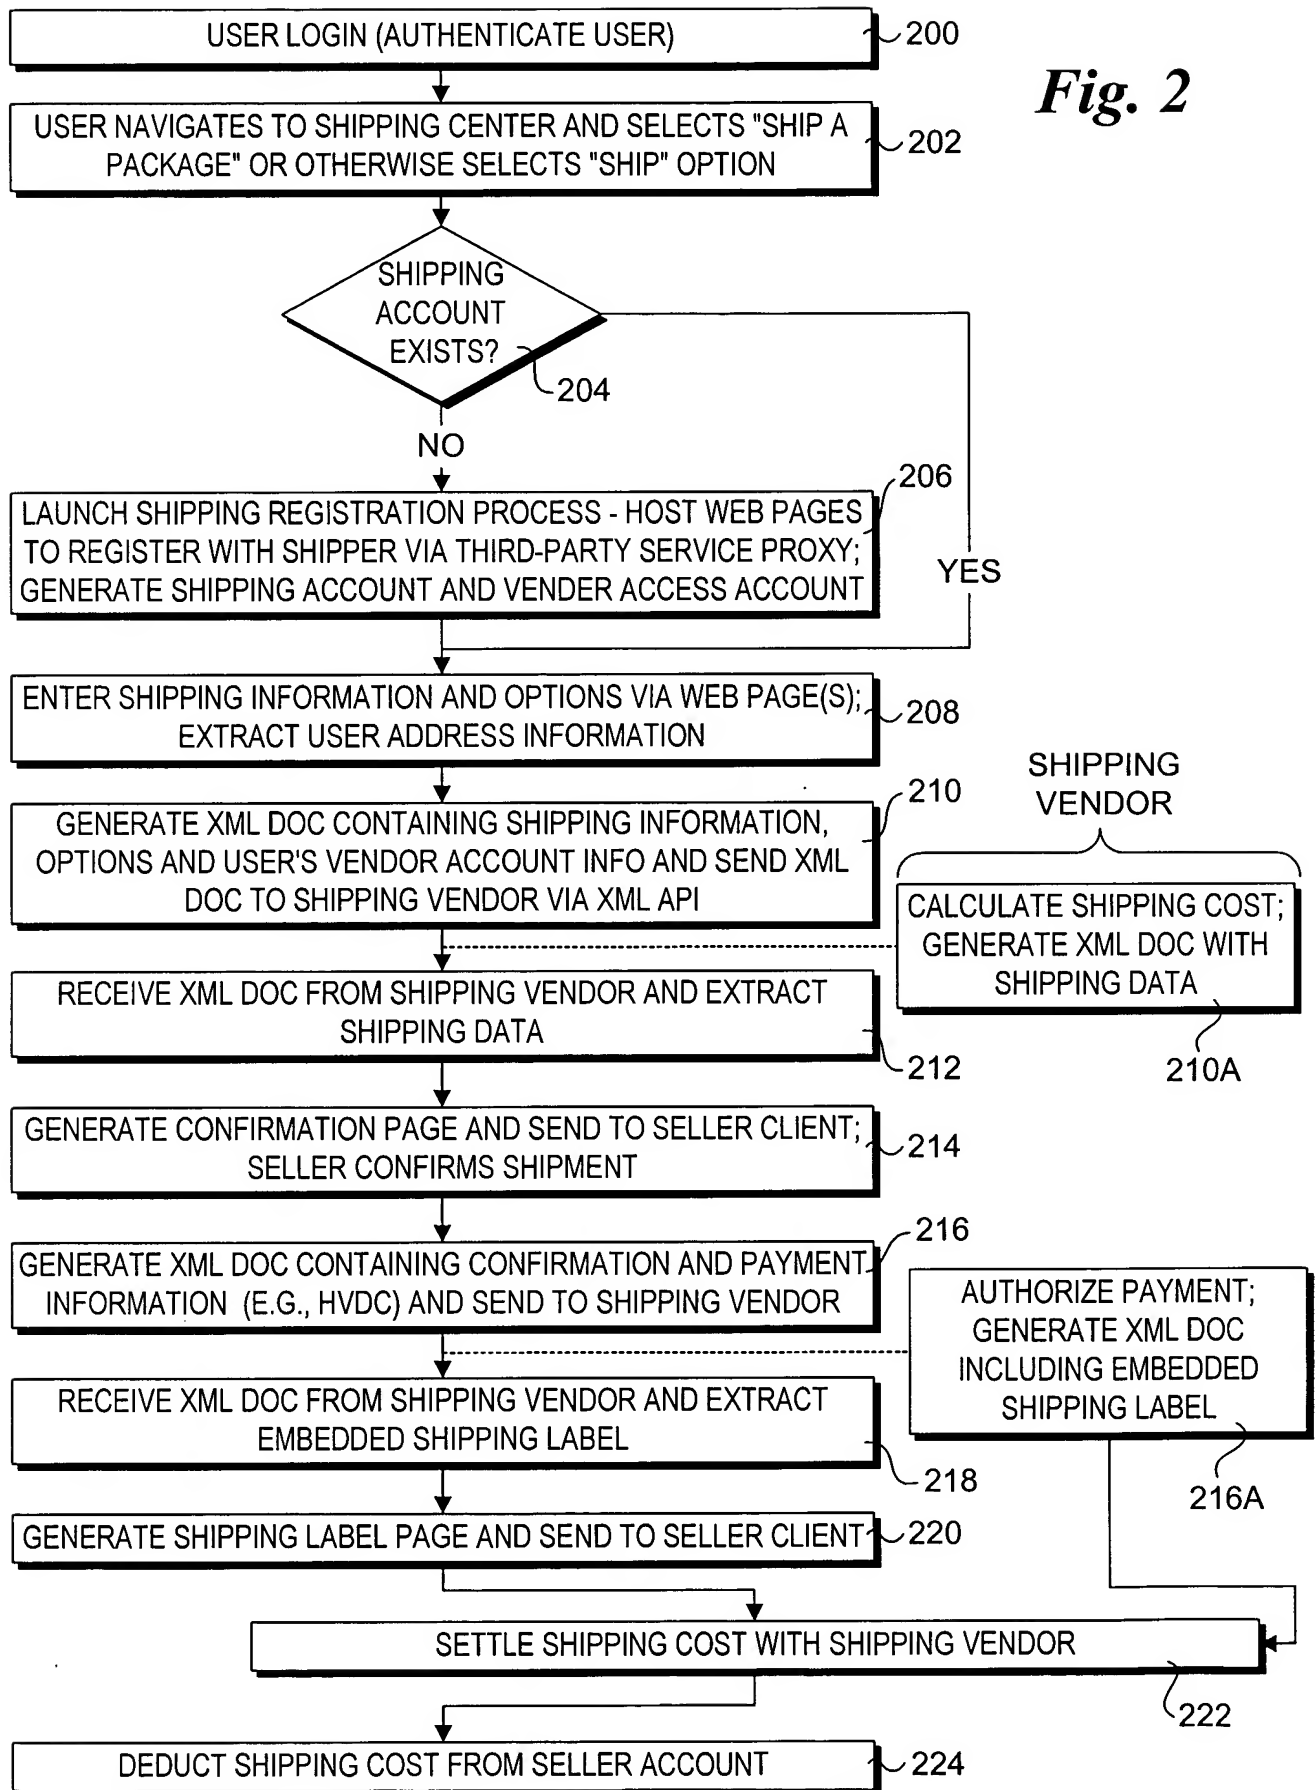 USER LOGIN (AUTHENTICATE USER)
200
Fig. 2
USER NAVIGATES TO SHIPPING CENTER AND SELECTS "SHIP A
PACKAGE" OR OTHERWISE SELECTS "SHIP" OPTION
202
SHIPPING
ACCOUNT
EXISTS?
204
NO
YES
206
LAUNCH SHIPPING REGISTRATION PROCESS - HOST WEB PAGES
TO REGISTER WITH SHIPPER VIA THIRD-PARTY SERVICE PROXY;
GENERATE SHIPPING ACCOUNT AND VENDER ACCESS ACCOUNT
ENTER SHIPPING INFORMATION AND OPTIONS VIA WEB PAGE(S);
EXTRACT USER ADDRESS INFORMATION
208
210
GENERATE XML DOC CONTAINING SHIPPING INFORMATION,
OPTIONS AND USER'S VENDOR ACCOUNT INFO AND SEND XML
DOC TO SHIPPING VENDOR VIA XML API
SHIPPING
VENDOR
CALCULATE SHIPPING COST;
GENERATE XML DOC WITH
SHIPPING DATA
210A
RECEIVE XML DOC FROM SHIPPING VENDOR AND EXTRACT
SHIPPING DATA
212
GENERATE CONFIRMATION PAGE AND SEND TO SELLER CLIENT;
SELLER CONFIRMS SHIPMENT
214
216
GENERATE XML DOC CONTAINING CONFIRMATION AND PAYMENT
INFORMATION (E.G., HVDC) AND SEND TO SHIPPING VENDOR
AUTHORIZE PAYMENT;
GENERATE XML DOC
INCLUDING EMBEDDED
SHIPPING LABEL
216A
RECEIVE XML DOC FROM SHIPPING VENDOR AND EXTRACT
EMBEDDED SHIPPING LABEL
218
GENERATE SHIPPING LABEL PAGE AND SEND TO SELLER CLIENT
220
SETTLE SHIPPING COST WITH SHIPPING VENDOR
222
DEDUCT SHIPPING COST FROM SELLER ACCOUNT
224